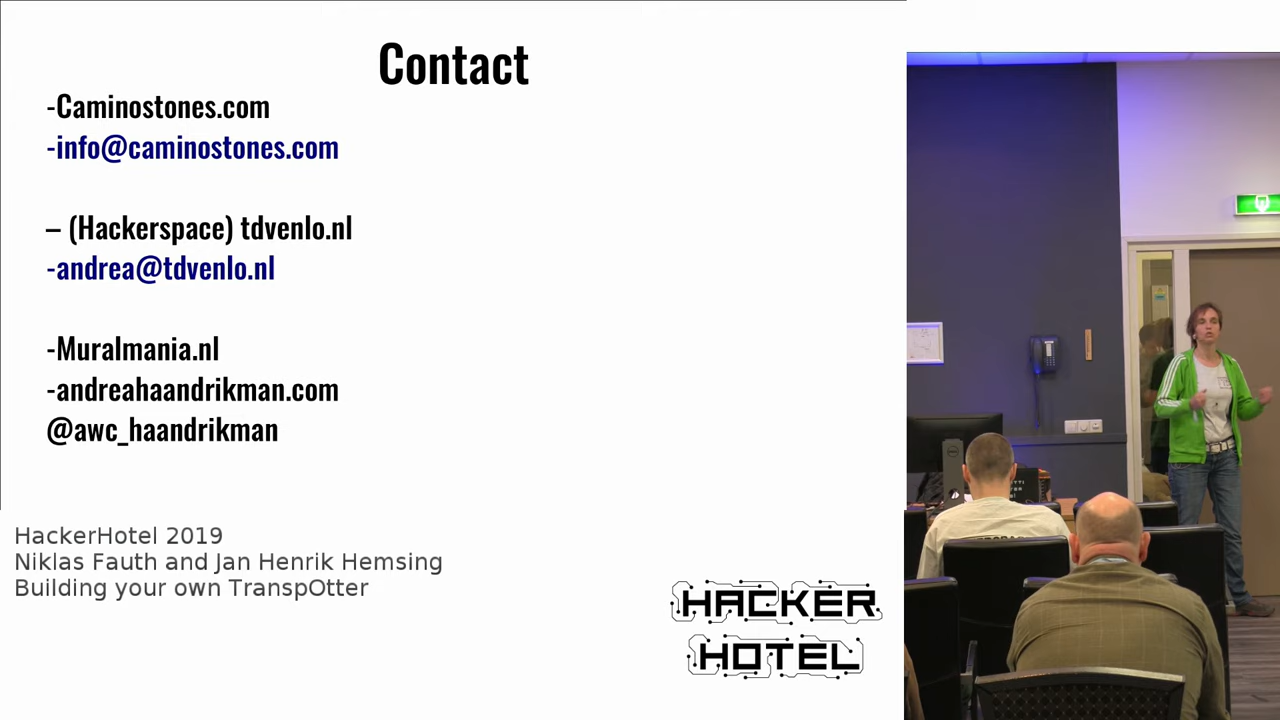 Contact
-Caminostones.com
-info@caminostones.com
– (Hackerspace) tdvenlo.nl
-andrea@tdvenlo.nl
-Muralmania.nl
-andreahaandrikman.com
@awc_haandrikman
HackerHotel 2019
Niklas Fauth and Jan Henrik Hemsing
Building your own TranspOtter
HACKER
HOTEL